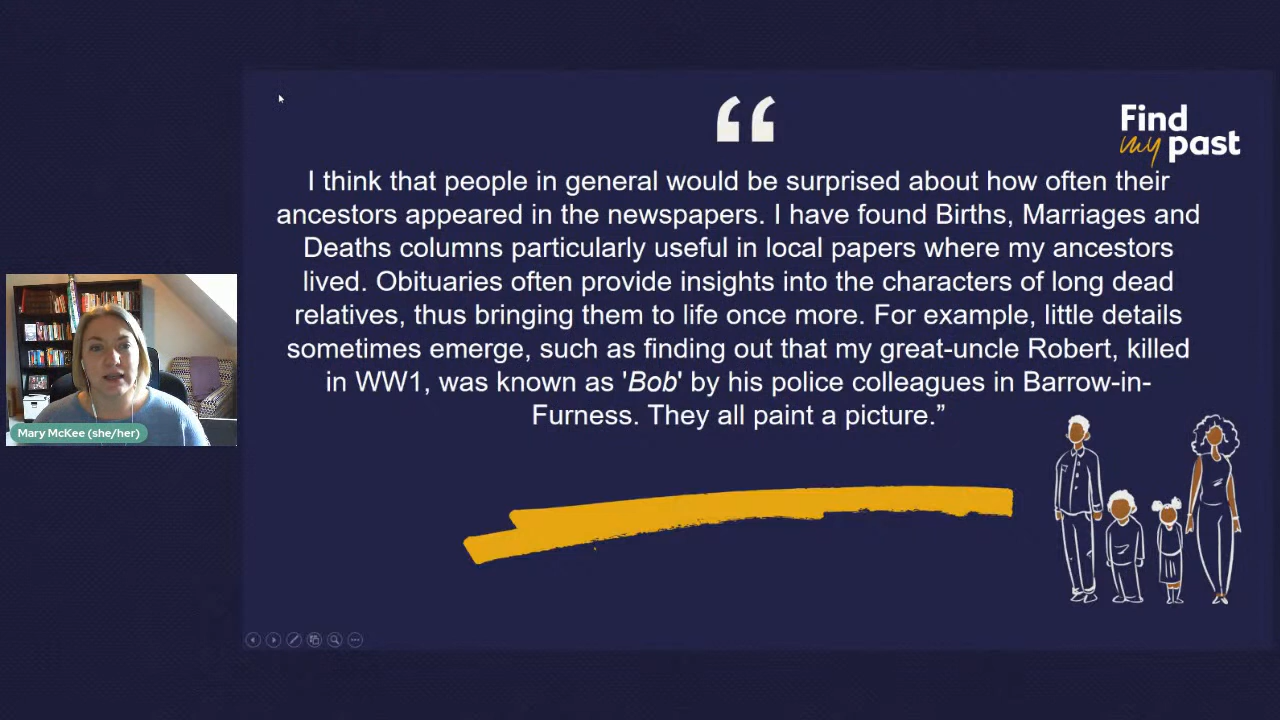 “
Find
my past
I think that people in general would be surprised about how often their
ancestors appeared in the newspapers. I have found Births, Marriages and
Deaths columns particularly useful in local papers where my ancestors
lived. Obituaries often provide insights into the characters of long dead
relatives, thus bringing them to life once more. For example, little details
sometimes emerge, such as finding out that my great-uncle Robert, killed
in WW1, was known as 'Bob' by his police colleagues in Barrow-in-
Furness. They all paint a picture.”
Mary McKee (she/her)